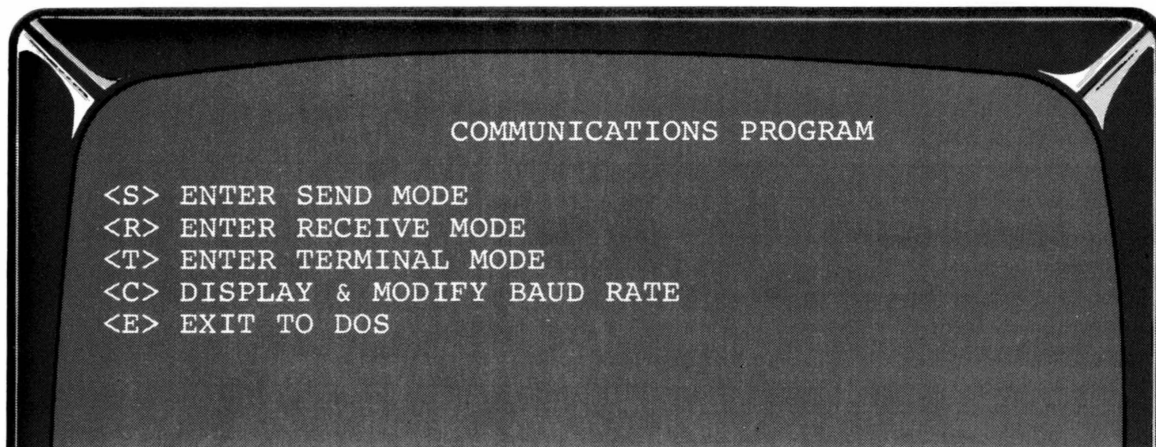 COMMUNICATIONS PROGRAM
<S> ENTER SEND MODE
<R> ENTER RECEIVE MODE
<T> ENTER TERMINAL MODE
<C> DISPLAY & MODIFY BAUD RATE
<E> EXIT TO DOS